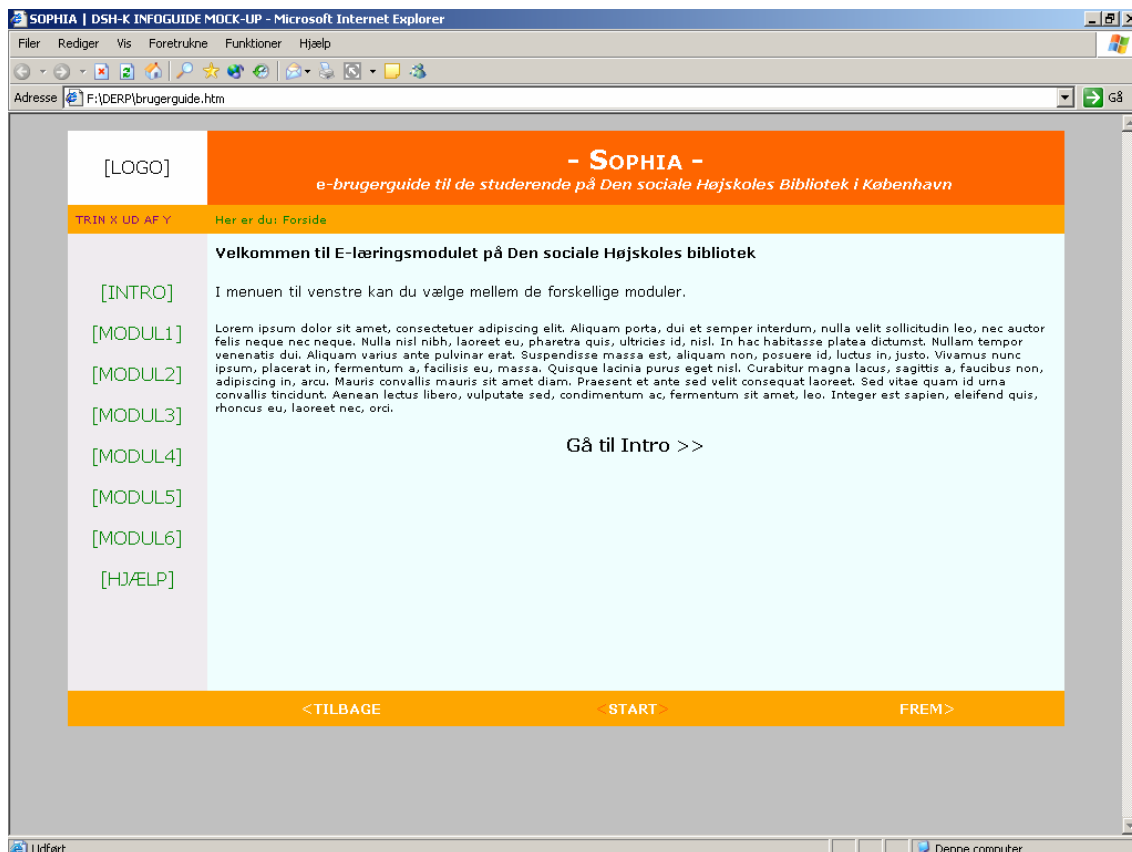 SOPHIA | DSH-K INFOGUIDE MOCK-UP - Microsoft Internet Explorer
Filer Rediger Vis Foretrukne Funktioner Hjælp
Adresse F:\DERP\brugerguide.htm Gå
[LOGO]
- SOPHIA -
e-brugerguide til de studerende på Den sociale Højskoles Bibliotek i København
TRIN X UD AF Y
Her er du: Forside
[INTRO]
[MODUL1]
[MODUL2]
[MODUL3]
[MODUL4]
[MODUL5]
[MODUL6]
[HJÆLP]
Velkommen til E-læringsmodulet på Den sociale Højskoles bibliotek
I menuen til venstre kan du vælge mellem de forskellige moduler.
Lorem ipsum dolor sit amet, consectetuer adipiscing elit. Aliquam porta, dui et semper interdum, nulla velit sollicitudin leo, nec auctor
felis neque nec neque. Nulla nisl nibh, laoreet eu, pharetra quis, ultricies id, nisl. In hac habitasse platea dictumst. Nullam tempor
venenatis dui. Aliquam varius ante pulvinar erat. Suspendisse massa est, aliquam non, posuere id, luctus in, justo. Vivamus nunc
ipsum, placerat in, fermentum a, facilisis eu, massa. Quisque lacinia purus eget nisl. Curabitur magna lacus, sagittis a, faucibus non,
adipiscing in, arcu. Mauris convallis mauris sit amet diam. Praesent et ante sed velit consequat laoreet. Sed vitae quam id urna
convallis tincidunt. Aenean lectus libero, vulputate sed, condimentum ac, fermentum sit amet, leo. Integer est sapien, eleifend quis,
rhoncus eu, laoreet nec, orci.
Gå til Intro >>
<TILBAGE <START> FREM>
Udført Denne computer